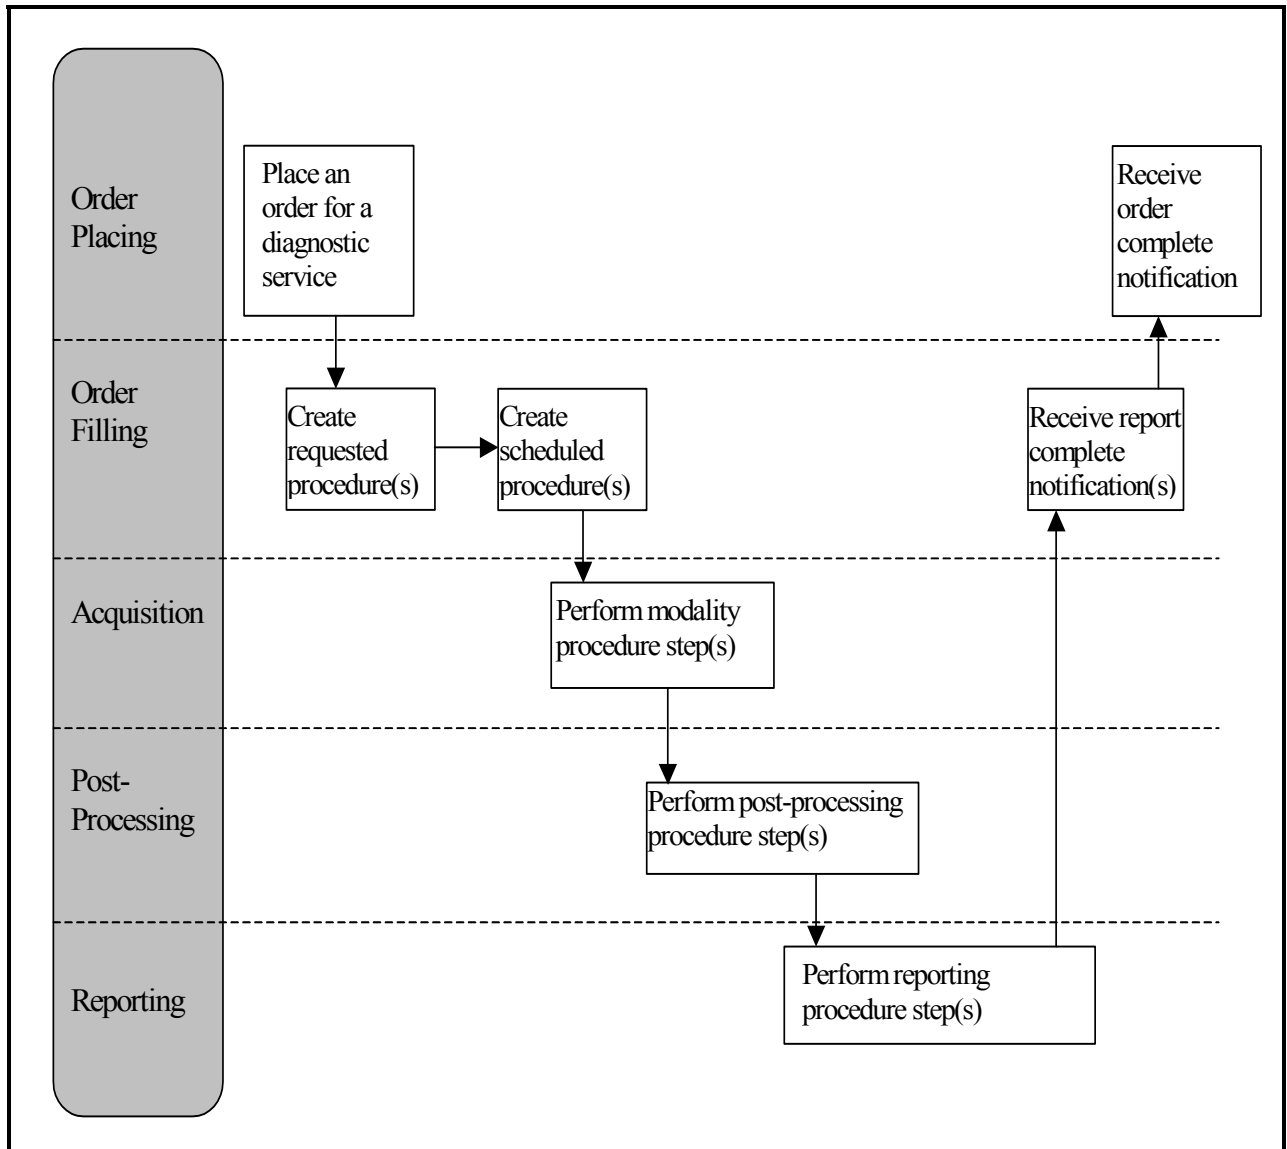 Order
Placing
Place an
order for a
diagnostic
service
Receive
order
complete
notification
Order
Filling
Create
requested
procedure(s)
Create
scheduled
procedure(s)
Receive report
complete
notification(s)
Acquisition
Perform modality
procedure step(s)
Post-
Processing
Perform post-processing
procedure step(s)
Reporting
Perform reporting
procedure step(s)